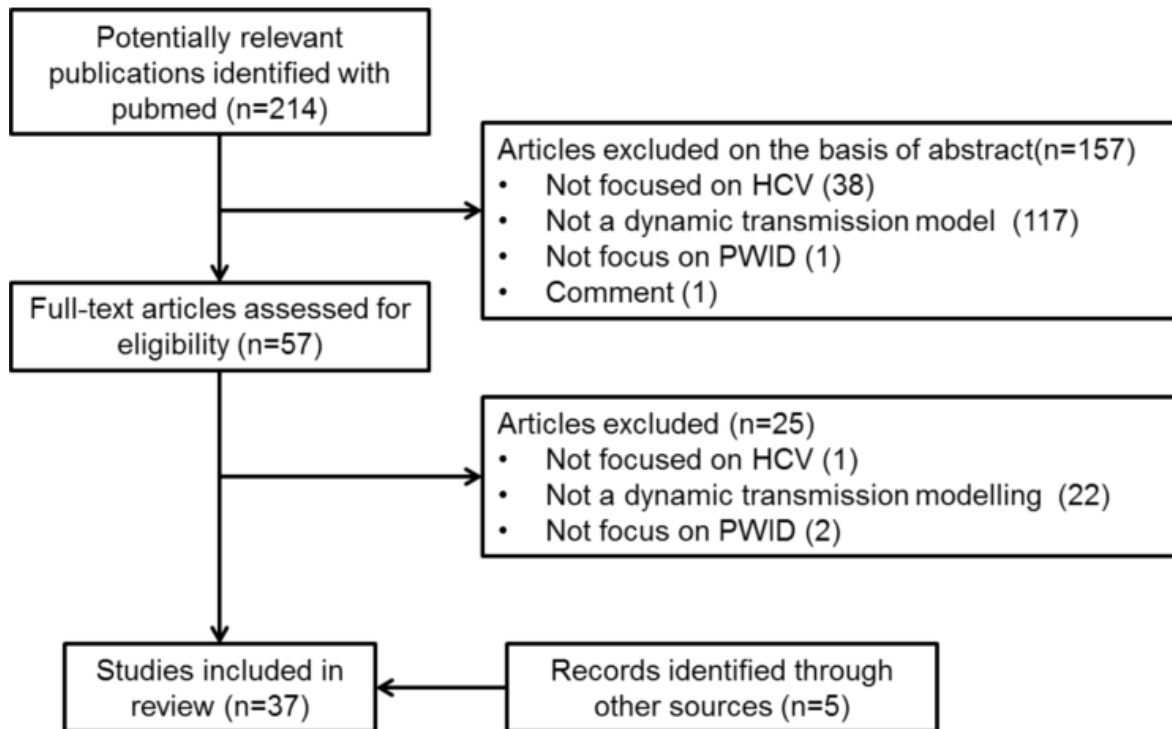 Potentially relevant
publications identified with
pubmed (n=214)
Articles excluded on the basis of abstract(n=157)
• Not focused on HCV (38)
• Not a dynamic transmission model (117)
• Not focus on PWID (1)
• Comment (1)
Full-text articles assessed for
eligibility (n=57)
Articles excluded (n=25)
• Not focused on HCV (1)
• Not a dynamic transmission modelling (22)
• Not focus on PWID (2)
Studies included in
review (n=37)
Records identified through
other sources (n=5)